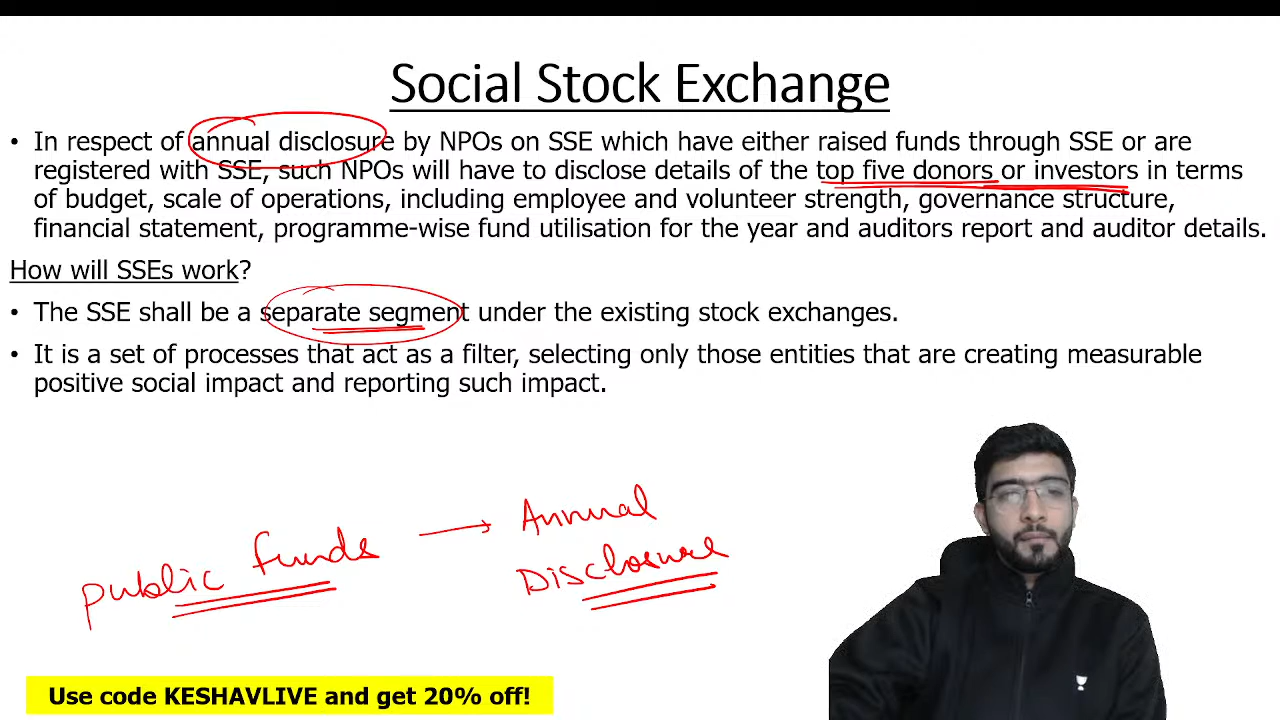 Social Stock Exchange
• In respect of annual disclosure by NPOs on SSE which have either raised funds through SSE or are
registered with SSE, such NPOs will have to disclose details of the top five donors or investors in terms
of budget, scale of operations, including employee and volunteer strength, governance structure,
financial statement, programme-wise fund utilisation for the year and auditors report and auditor details.
How will SSEs work?
• The SSE shall be a separate segment under the existing stock exchanges.
• It is a set of processes that act as a filter, selecting only those entities that are creating measurable
positive social impact and reporting such impact.
public funds → Annual
Disclosure
Use code KESHAVLIVE and get 20% off!